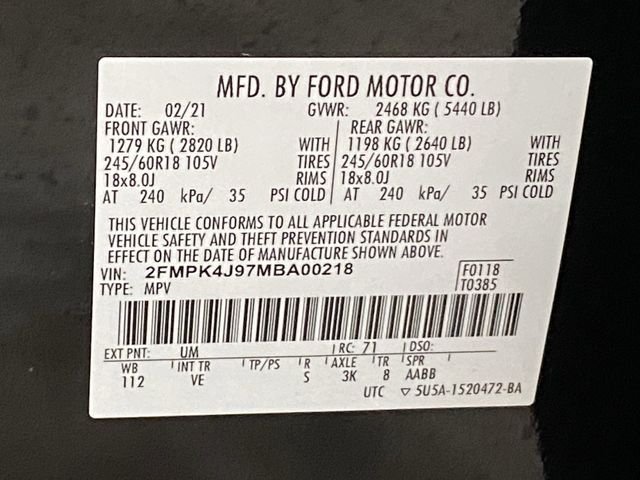 MFD. BY FORD MOTOR CO.
DATE: 02/21 GVWR: 2468 KG ( 5440 LB)
FRONT GAWR: REAR GAWR:
1279 KG ( 2820 LB) WITH 1198 KG ( 2640 LB) WITH
245/60R18 105V TIRES 245/60R18 105V TIRES
18x8.0J RIMS 18x8.0J RIMS
AT 240 kPa/ 35 PSI COLD AT 240 kPa/ 35 PSI COLD
THIS VEHICLE CONFORMS TO ALL APPLICABLE FEDERAL MOTOR
VEHICLE SAFETY AND THEFT PREVENTION STANDARDS IN
EFFECT ON THE DATE OF MANUFACTURE SHOWN ABOVE.
VIN: 2FMPK4J97MBA00218 F0118
TYPE: MPV T0385
EXT PNT: UM RC: 71 DSO:
WB INT TR TP/PS R AXLE TR SPR
112 VE S 3K 8 AABB
UTC ▽ 5U5A-1520472-BA